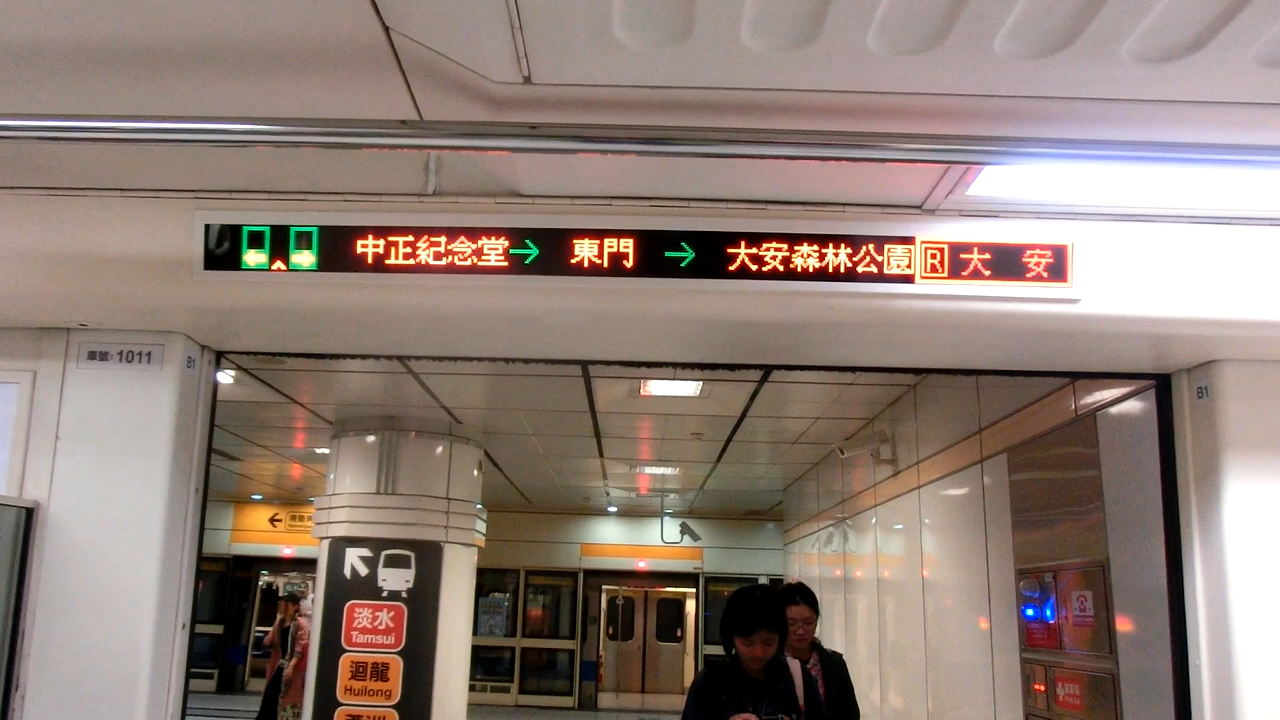 中正紀念堂→ 東門 → 大安森林公園 R 大 安
車號:1011
B1
B1
淡水
Tamsui
迴龍
Huilong